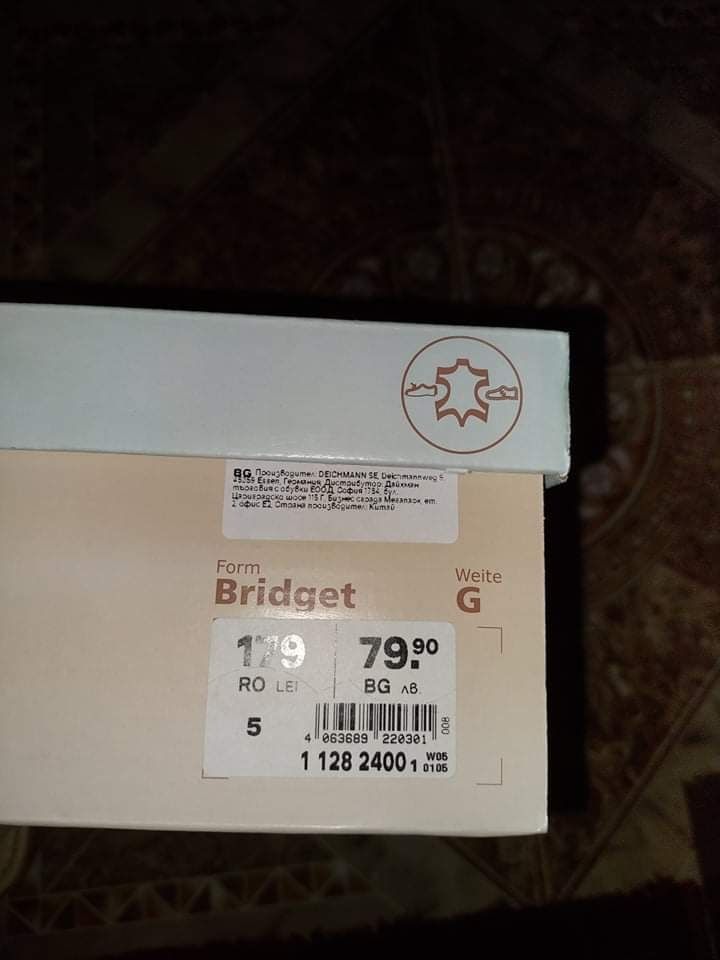 BG Производител: DEICHMANN SE, Deichmannweg 9,
45359 Essen, Германия, Дистрибутор: Дайхман
търговия с обувки ЕООД, София 1784, бул.
Цариградско шосе 115 Г, Бизнес сграда Мегапарк, ет.
2, офис Е2, Страна производител: Китай
Form
Bridget
Weite
G
179
RO LEI
79.90
BG лв.
5
4 063689 220301
008
1 128 2400 1
W05
0105